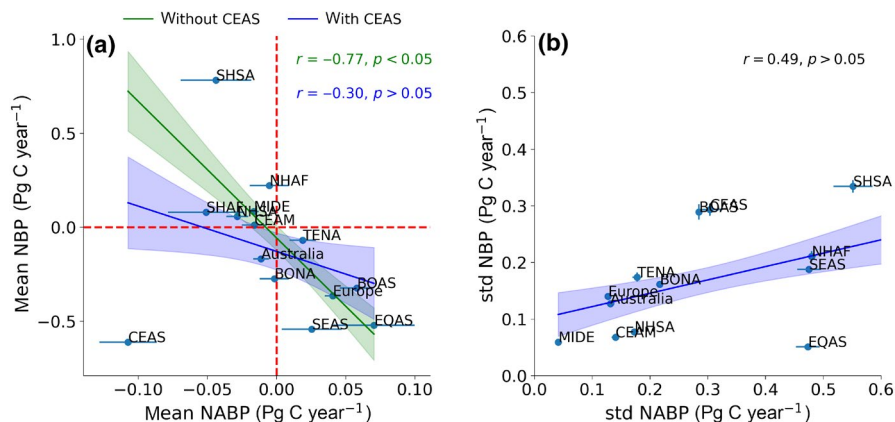 Without CEAS
With CEAS
(a)
r = −0.77, p < 0.05
r = −0.30, p > 0.05
Mean NBP (Pg C year⁻¹)
1.0
0.5
0.0
−0.5
SHSA
NHAF
SHAF
NHSA
MIDE
CEAM
TENA
Australia
BONA
BOAS
Europe
SEAS
EQAS
CEAS
−0.10
−0.05
0.00
0.05
0.10
Mean NABP (Pg C year⁻¹)
(b)
r = 0.49, p > 0.05
std NBP (Pg C year⁻¹)
0.6
0.5
0.4
0.3
0.2
0.1
0.0
SHSA
BOAS
CEAS
NHAF
SEAS
TENA
BONA
Europe
Australia
NHSA
CEAM
MIDE
EQAS
0.0
0.1
0.2
0.3
0.4
0.5
0.6
std NABP (Pg C year⁻¹)